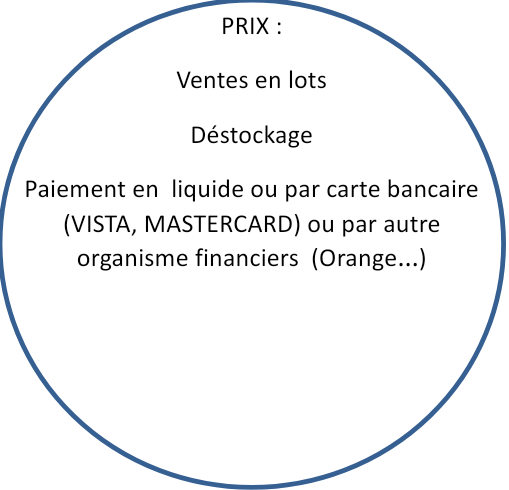 PRIX :
Ventes en lots
Déstockage
Paiement en  liquide ou par carte bancaire
(VISTA, MASTERCARD) ou par autre
organisme financiers  (Orange...)